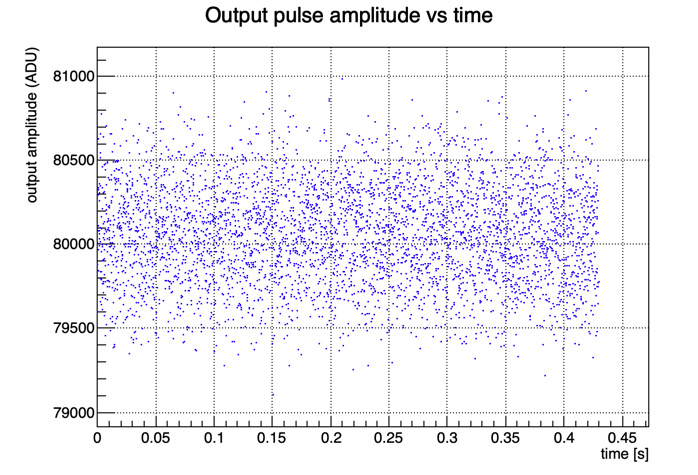 Output pulse amplitude vs time
output amplitude (ADU)
81000
80500
80000
79500
79000
0 0.05 0.1 0.15 0.2 0.25 0.3 0.35 0.4 0.45
time [s]